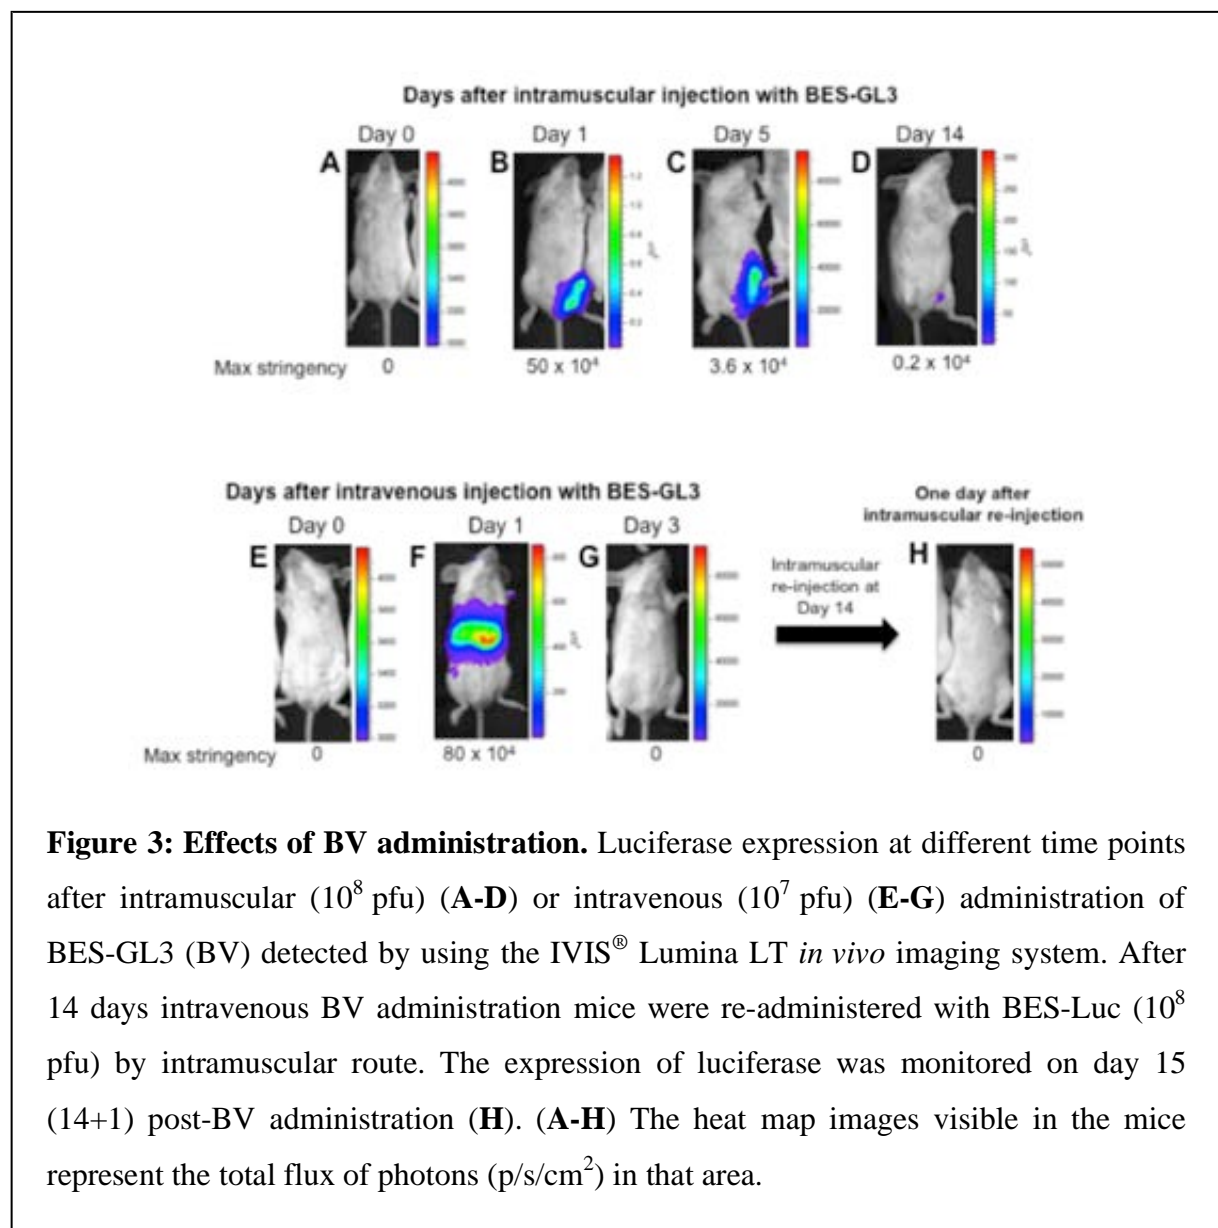 Days after intramuscular injection with BES-GL3
Day 0 Day 1 Day 5 Day 14
A B C D
Max stringency 0 50 x 10⁴ 3.6 x 10⁴ 0.2 x 10⁴
Days after intravenous injection with BES-GL3
One day after
intramuscular re-injection
Day 0 Day 1 Day 3
E F G H
Intramuscular
re-injection at
Day 14
Max stringency 0 80 x 10⁴ 0 0
Figure 3: Effects of BV administration. Luciferase expression at different time points
after intramuscular (10⁸ pfu) (A-D) or intravenous (10⁷ pfu) (E-G) administration of
BES-GL3 (BV) detected by using the IVIS® Lumina LT in vivo imaging system. After
14 days intravenous BV administration mice were re-administered with BES-Luc (10⁸
pfu) by intramuscular route. The expression of luciferase was monitored on day 15
(14+1) post-BV administration (H). (A-H) The heat map images visible in the mice
represent the total flux of photons (p/s/cm²) in that area.